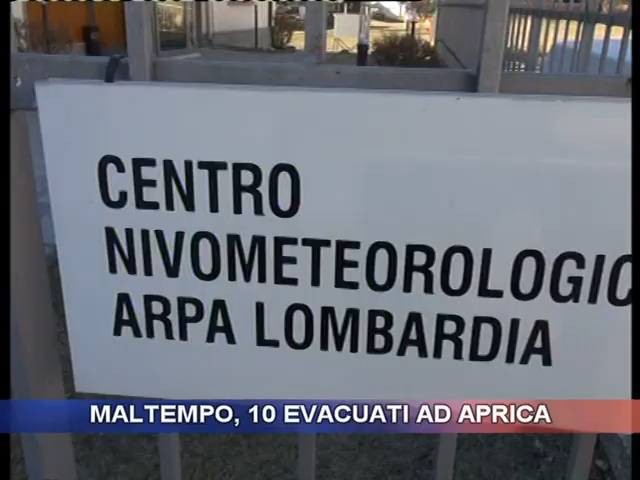 CENTRO
NIVOMETEOROLOGIC
ARPA LOMBARDIA
MALTEMPO, 10 EVACUATI AD APRICA